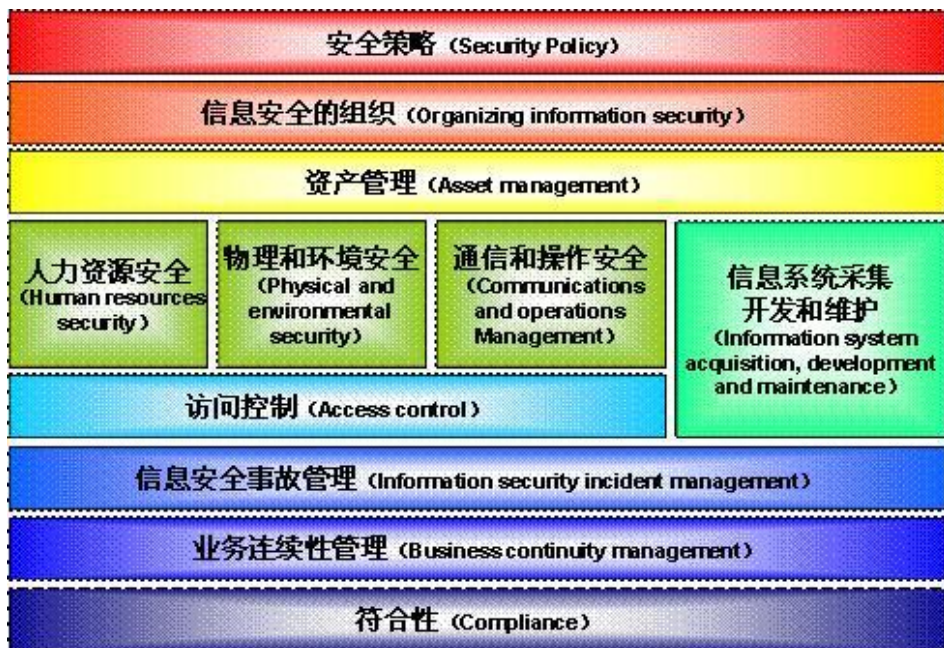 安全策略（Security Policy）
信息安全的组织（Organizing information security）
资产管理（Asset management）
人力资源安全
（Human resources
security）
物理和环境安全
（Physical and
environmental
security）
通信和操作安全
（Communications
and operations
Management）
信息系统采集
开发和维护
（Information system
acquisition, development
and maintenance）
访问控制（Access control）
信息安全事故管理（Information security incident management）
业务连续性管理（Business continuity management）
符合性（Compliance）